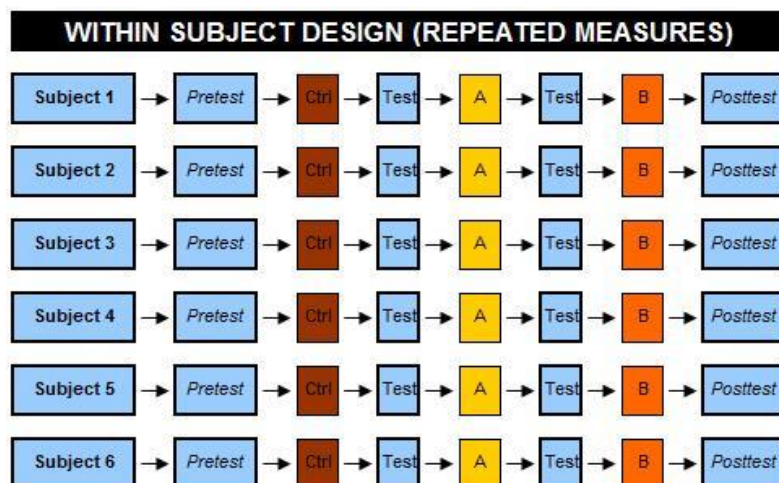 WITHIN SUBJECT DESIGN (REPEATED MEASURES)
Subject 1 Pretest Ctrl Test A Test B Posttest
Subject 2 Pretest Ctrl Test A Test B Posttest
Subject 3 Pretest Ctrl Test A Test B Posttest
Subject 4 Pretest Ctrl Test A Test B Posttest
Subject 5 Pretest Ctrl Test A Test B Posttest
Subject 6 Pretest Ctrl Test A Test B Posttest